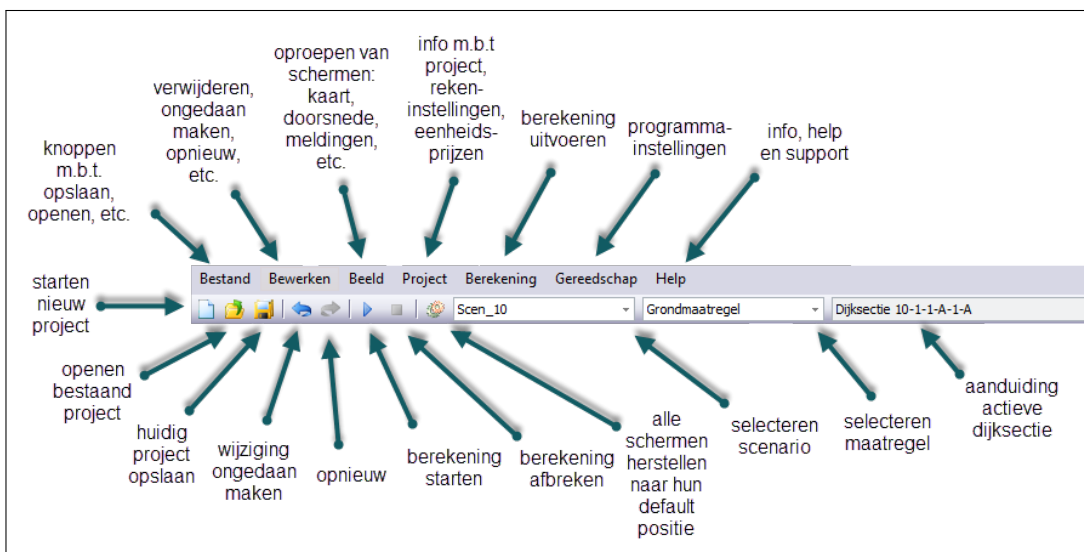 knoppen
m.b.t.
opslaan,
openen, etc.
verwijderen,
ongedaan
maken,
opnieuw,
etc.
oproepen van
schermen:
kaart,
doorsnede,
meldingen,
etc.
info m.b.t
project,
reken-
instellingen,
eenheids-
prijzen
berekening
uitvoeren
programma-
instellingen
info, help
en support
Bestand Bewerken Beeld Project Berekening Gereedschap Help
starten
nieuw
project
Scen_10 Grondmaatregel Dijksectie 10-1-1-A-1-A
openen
bestaand
project
huidig
project
opslaan
wijziging
ongedaan
maken
opnieuw
berekening
starten
berekening
afbreken
alle
schermen
herstellen
naar hun
default
positie
selecteren
scenario
selecteren
maatregel
aanduiding
actieve
dijksectie